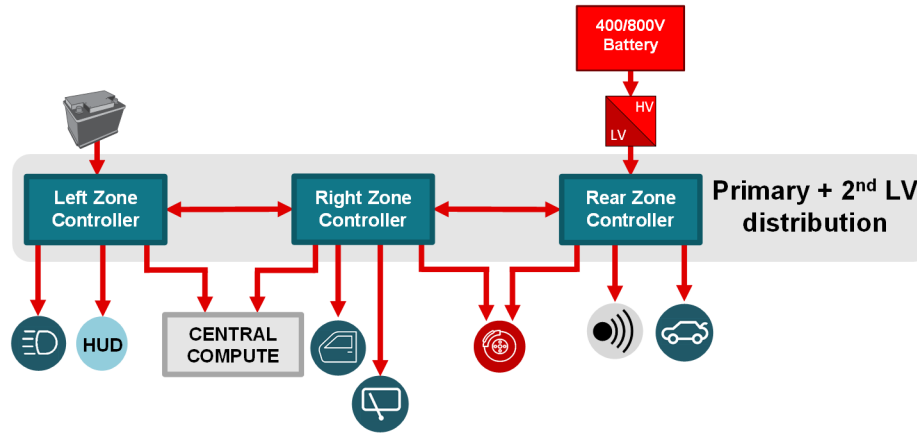 400/800V
Battery
HV
LV
Left Zone
Controller
Right Zone
Controller
Rear Zone
Controller
Primary + 2nd LV
distribution
HUD
CENTRAL
COMPUTE